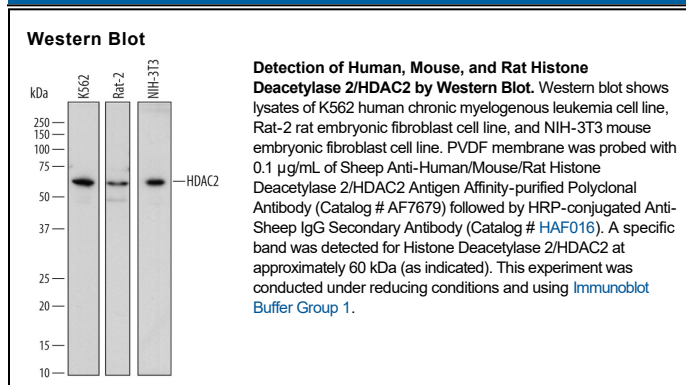 Western Blot
kDa
K562
Rat-2
NIH-3T3
250
150
100
75
50
37
25
20
15
10
HDAC2
Detection of Human, Mouse, and Rat Histone
Deacetylase 2/HDAC2 by Western Blot. Western blot shows
lysates of K562 human chronic myelogenous leukemia cell line,
Rat-2 rat embryonic fibroblast cell line, and NIH-3T3 mouse
embryonic fibroblast cell line. PVDF membrane was probed with
0.1 µg/mL of Sheep Anti-Human/Mouse/Rat Histone
Deacetylase 2/HDAC2 Antigen Affinity-purified Polyclonal
Antibody (Catalog # AF7679) followed by HRP-conjugated Anti-
Sheep IgG Secondary Antibody (Catalog # HAF016). A specific
band was detected for Histone Deacetylase 2/HDAC2 at
approximately 60 kDa (as indicated). This experiment was
conducted under reducing conditions and using Immunoblot
Buffer Group 1.